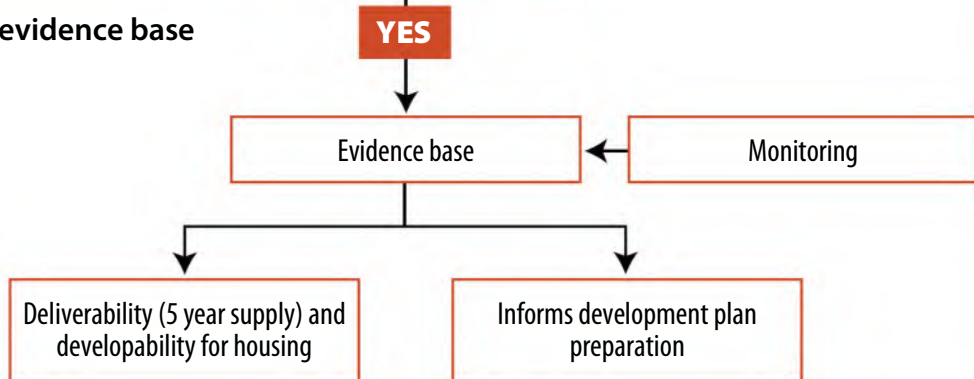 evidence base
YES
Evidence base
Monitoring
Deliverability (5 year supply) and
developability for housing
Informs development plan
preparation